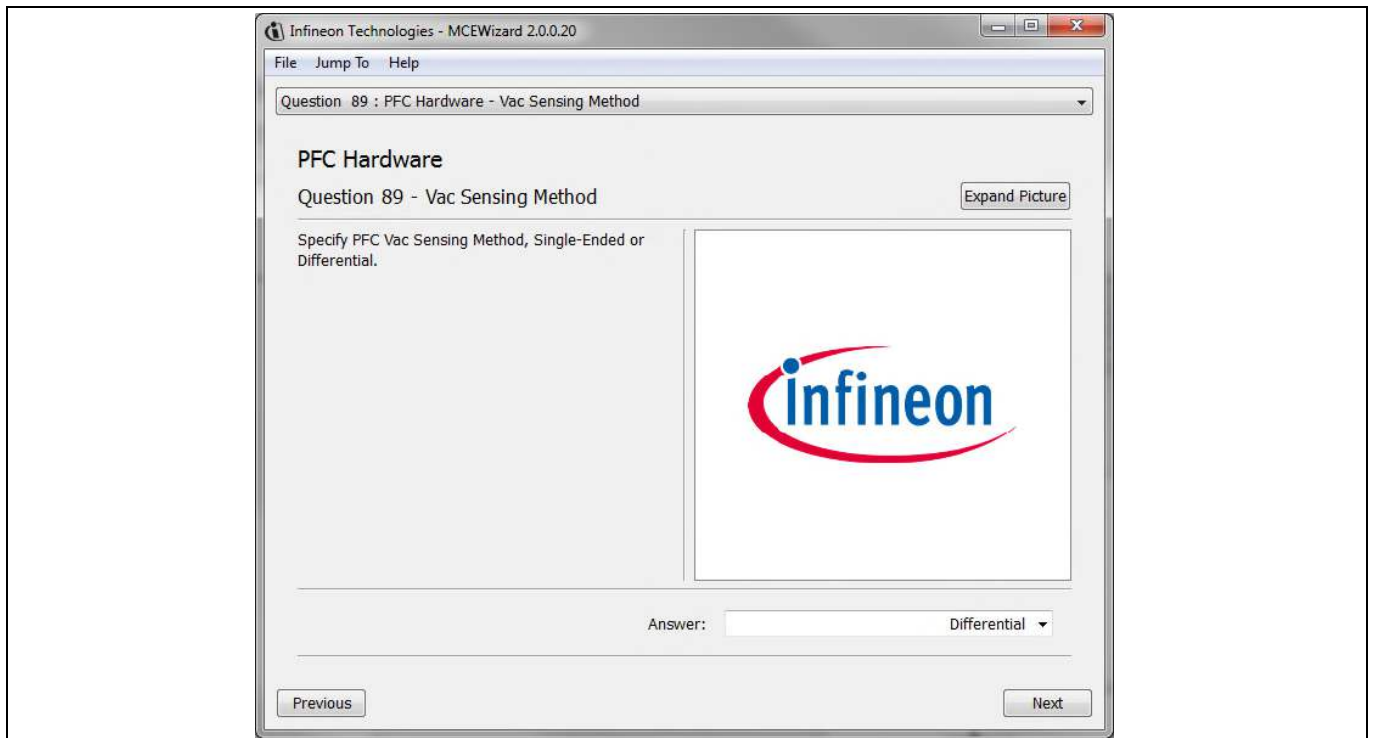 Infineon Technologies - MCEWizard 2.0.0.20
File Jump To Help
Question 89 : PFC Hardware - Vac Sensing Method
PFC Hardware
Question 89 - Vac Sensing Method
Expand Picture
Specify PFC Vac Sensing Method, Single-Ended or
Differential.
infineon
Answer: Differential
Previous Next